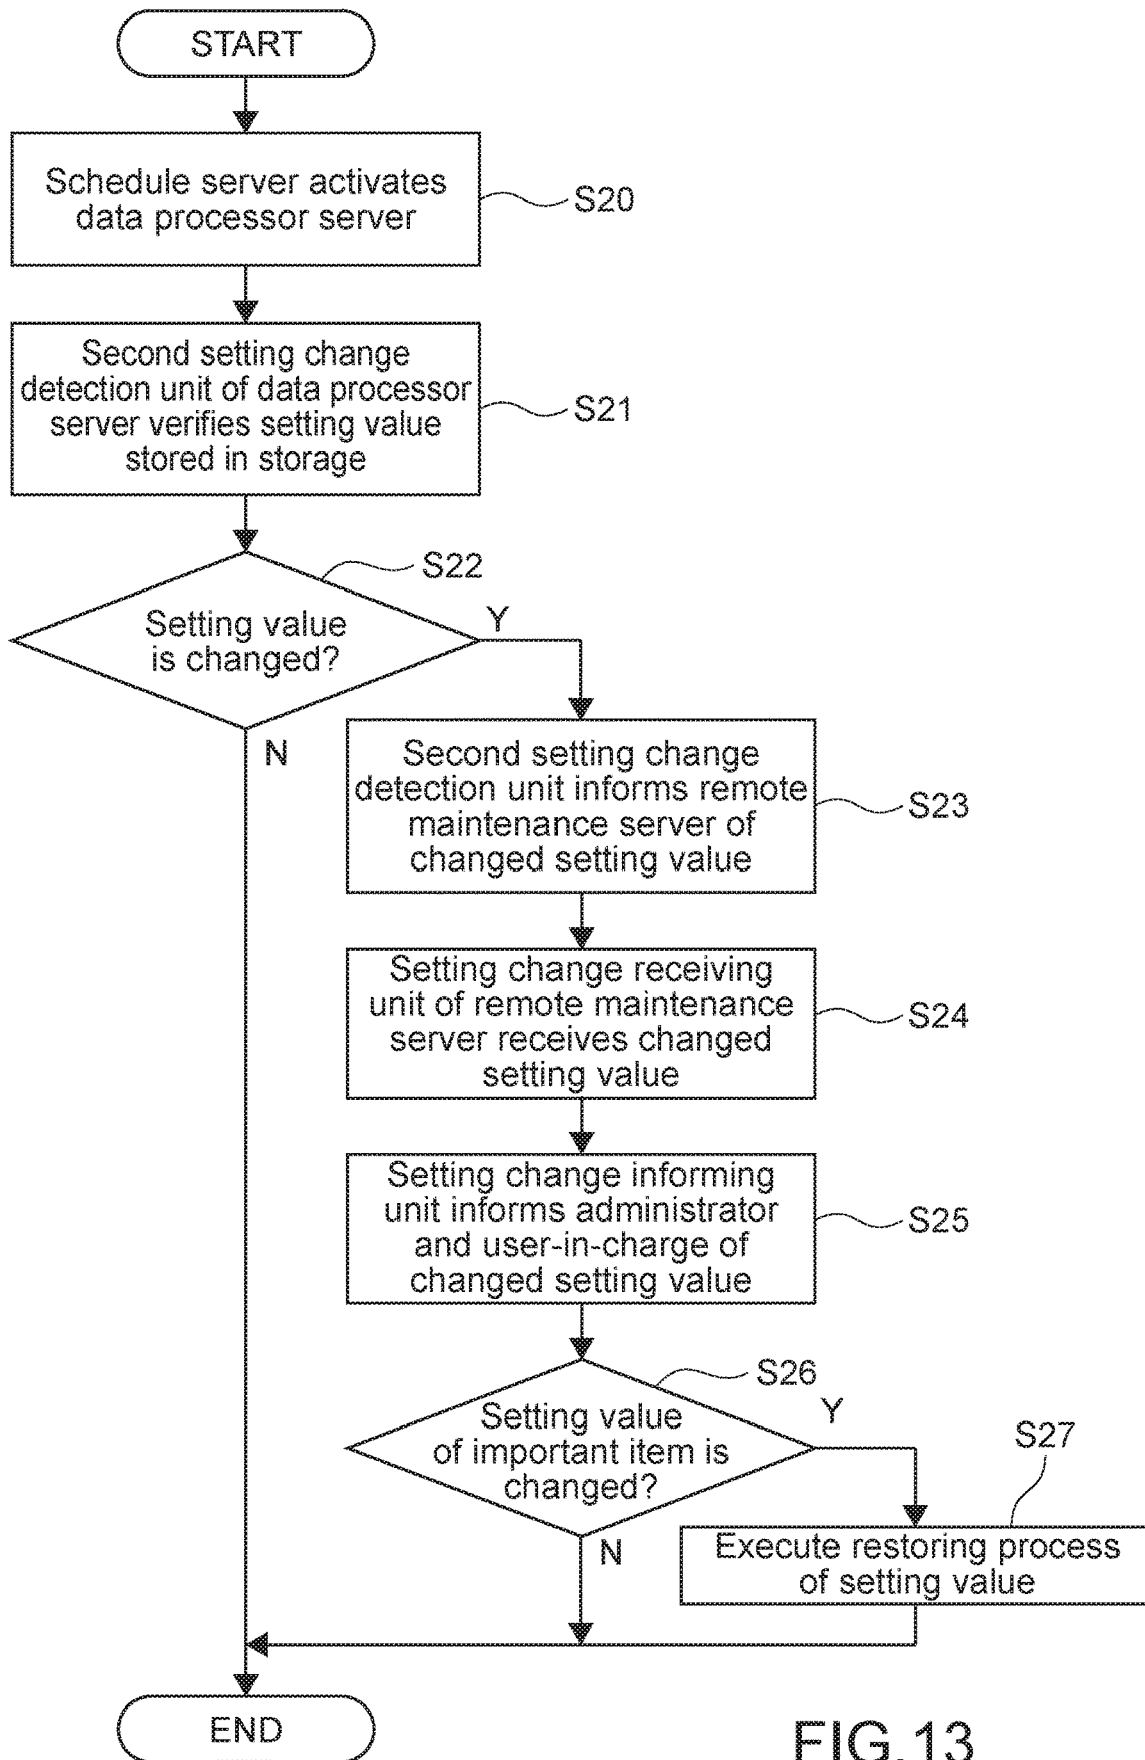 START
Schedule server activates
data processor server
S20
Second setting change
detection unit of data processor
server verifies setting value
stored in storage
S21
S22
Setting value
is changed?
Y
N
Second setting change
detection unit informs remote
maintenance server of
changed setting value
S23
Setting change receiving
unit of remote maintenance
server receives changed
setting value
S24
Setting change informing
unit informs administrator
and user-in-charge of
changed setting value
S25
S26
Setting value
of important item is
changed?
Y
N
S27
Execute restoring process
of setting value
END
FIG.13